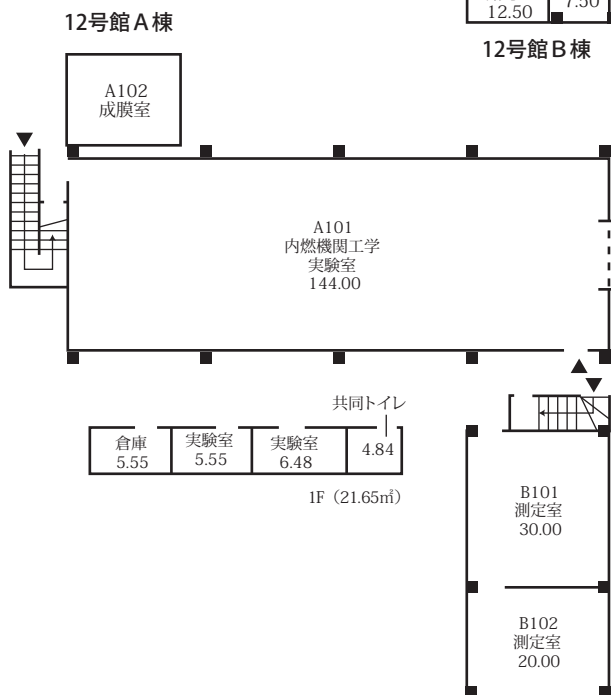 12号館A棟
12.50
7.50
12号館B棟
A102
成膜室
A101
内燃機関工学
実験室
144.00
共同トイレ
倉庫
5.55
実験室
5.55
実験室
6.48
4.84
1F（21.65㎡）
B101
測定室
30.00
B102
測定室
20.00